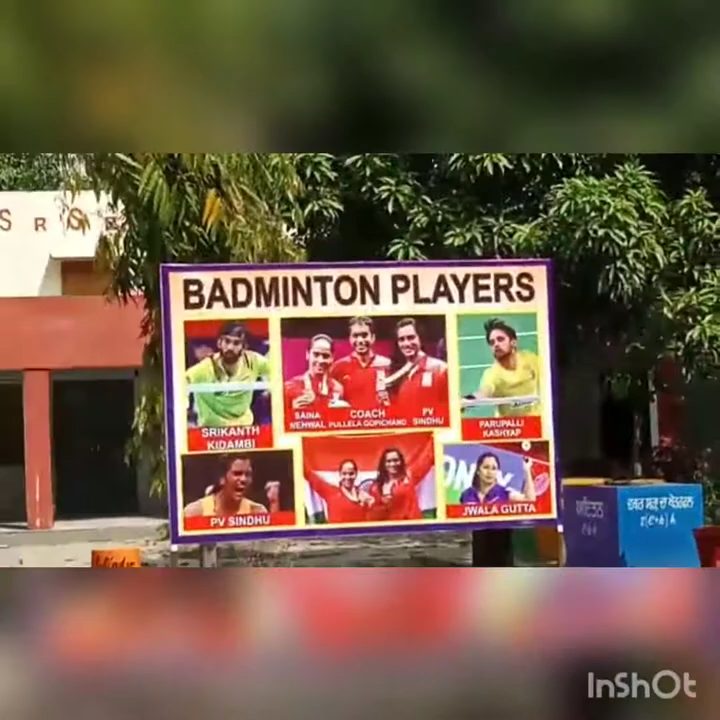 S R S
BADMINTON PLAYERS
SRIKANTH
KIDAMBI
SAINA
NEHWAL
COACH
PULLELA GOPICHAND
PV
SINDHU
PARUPALLI
KASHYAP
PV SINDHU
JWALA GUTTA
InShOt